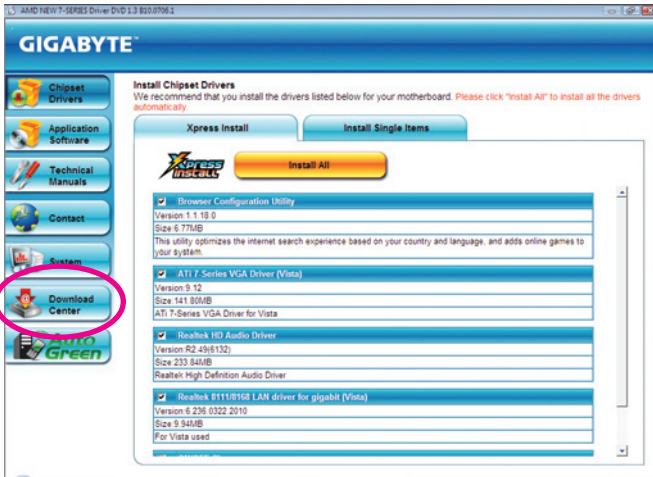 AMD NEW 7-SERIES Driver DVD 1.3 B10.0706.1
GIGABYTE™
Chipset
Drivers
Application
Software
Technical
Manuals
Contact
System
Download
Center
Auto
Green
Install Chipset Drivers
We recommend that you install the drivers listed below for your motherboard. Please click "Install All" to install all the drivers
automatically.
Xpress Install
Install Single Items
Xpress
Install
Install All
Browser Configuration Utility
Version:1.1.18.0
Size:6.77MB
This utility optimizes the internet search experience based on your country and language, and adds online games to
your system.
ATi 7-Series VGA Driver (Vista)
Version:9.12
Size:141.80MB
ATi 7-Series VGA Driver for Vista
Realtek HD Audio Driver
Version:R2.49(6132)
Size:233.84MB
Realtek High Definition Audio Driver
Realtek 8111/8168 LAN driver for gigabit (Vista)
Version:6.236.0322.2010
Size:9.94MB
For Vista used